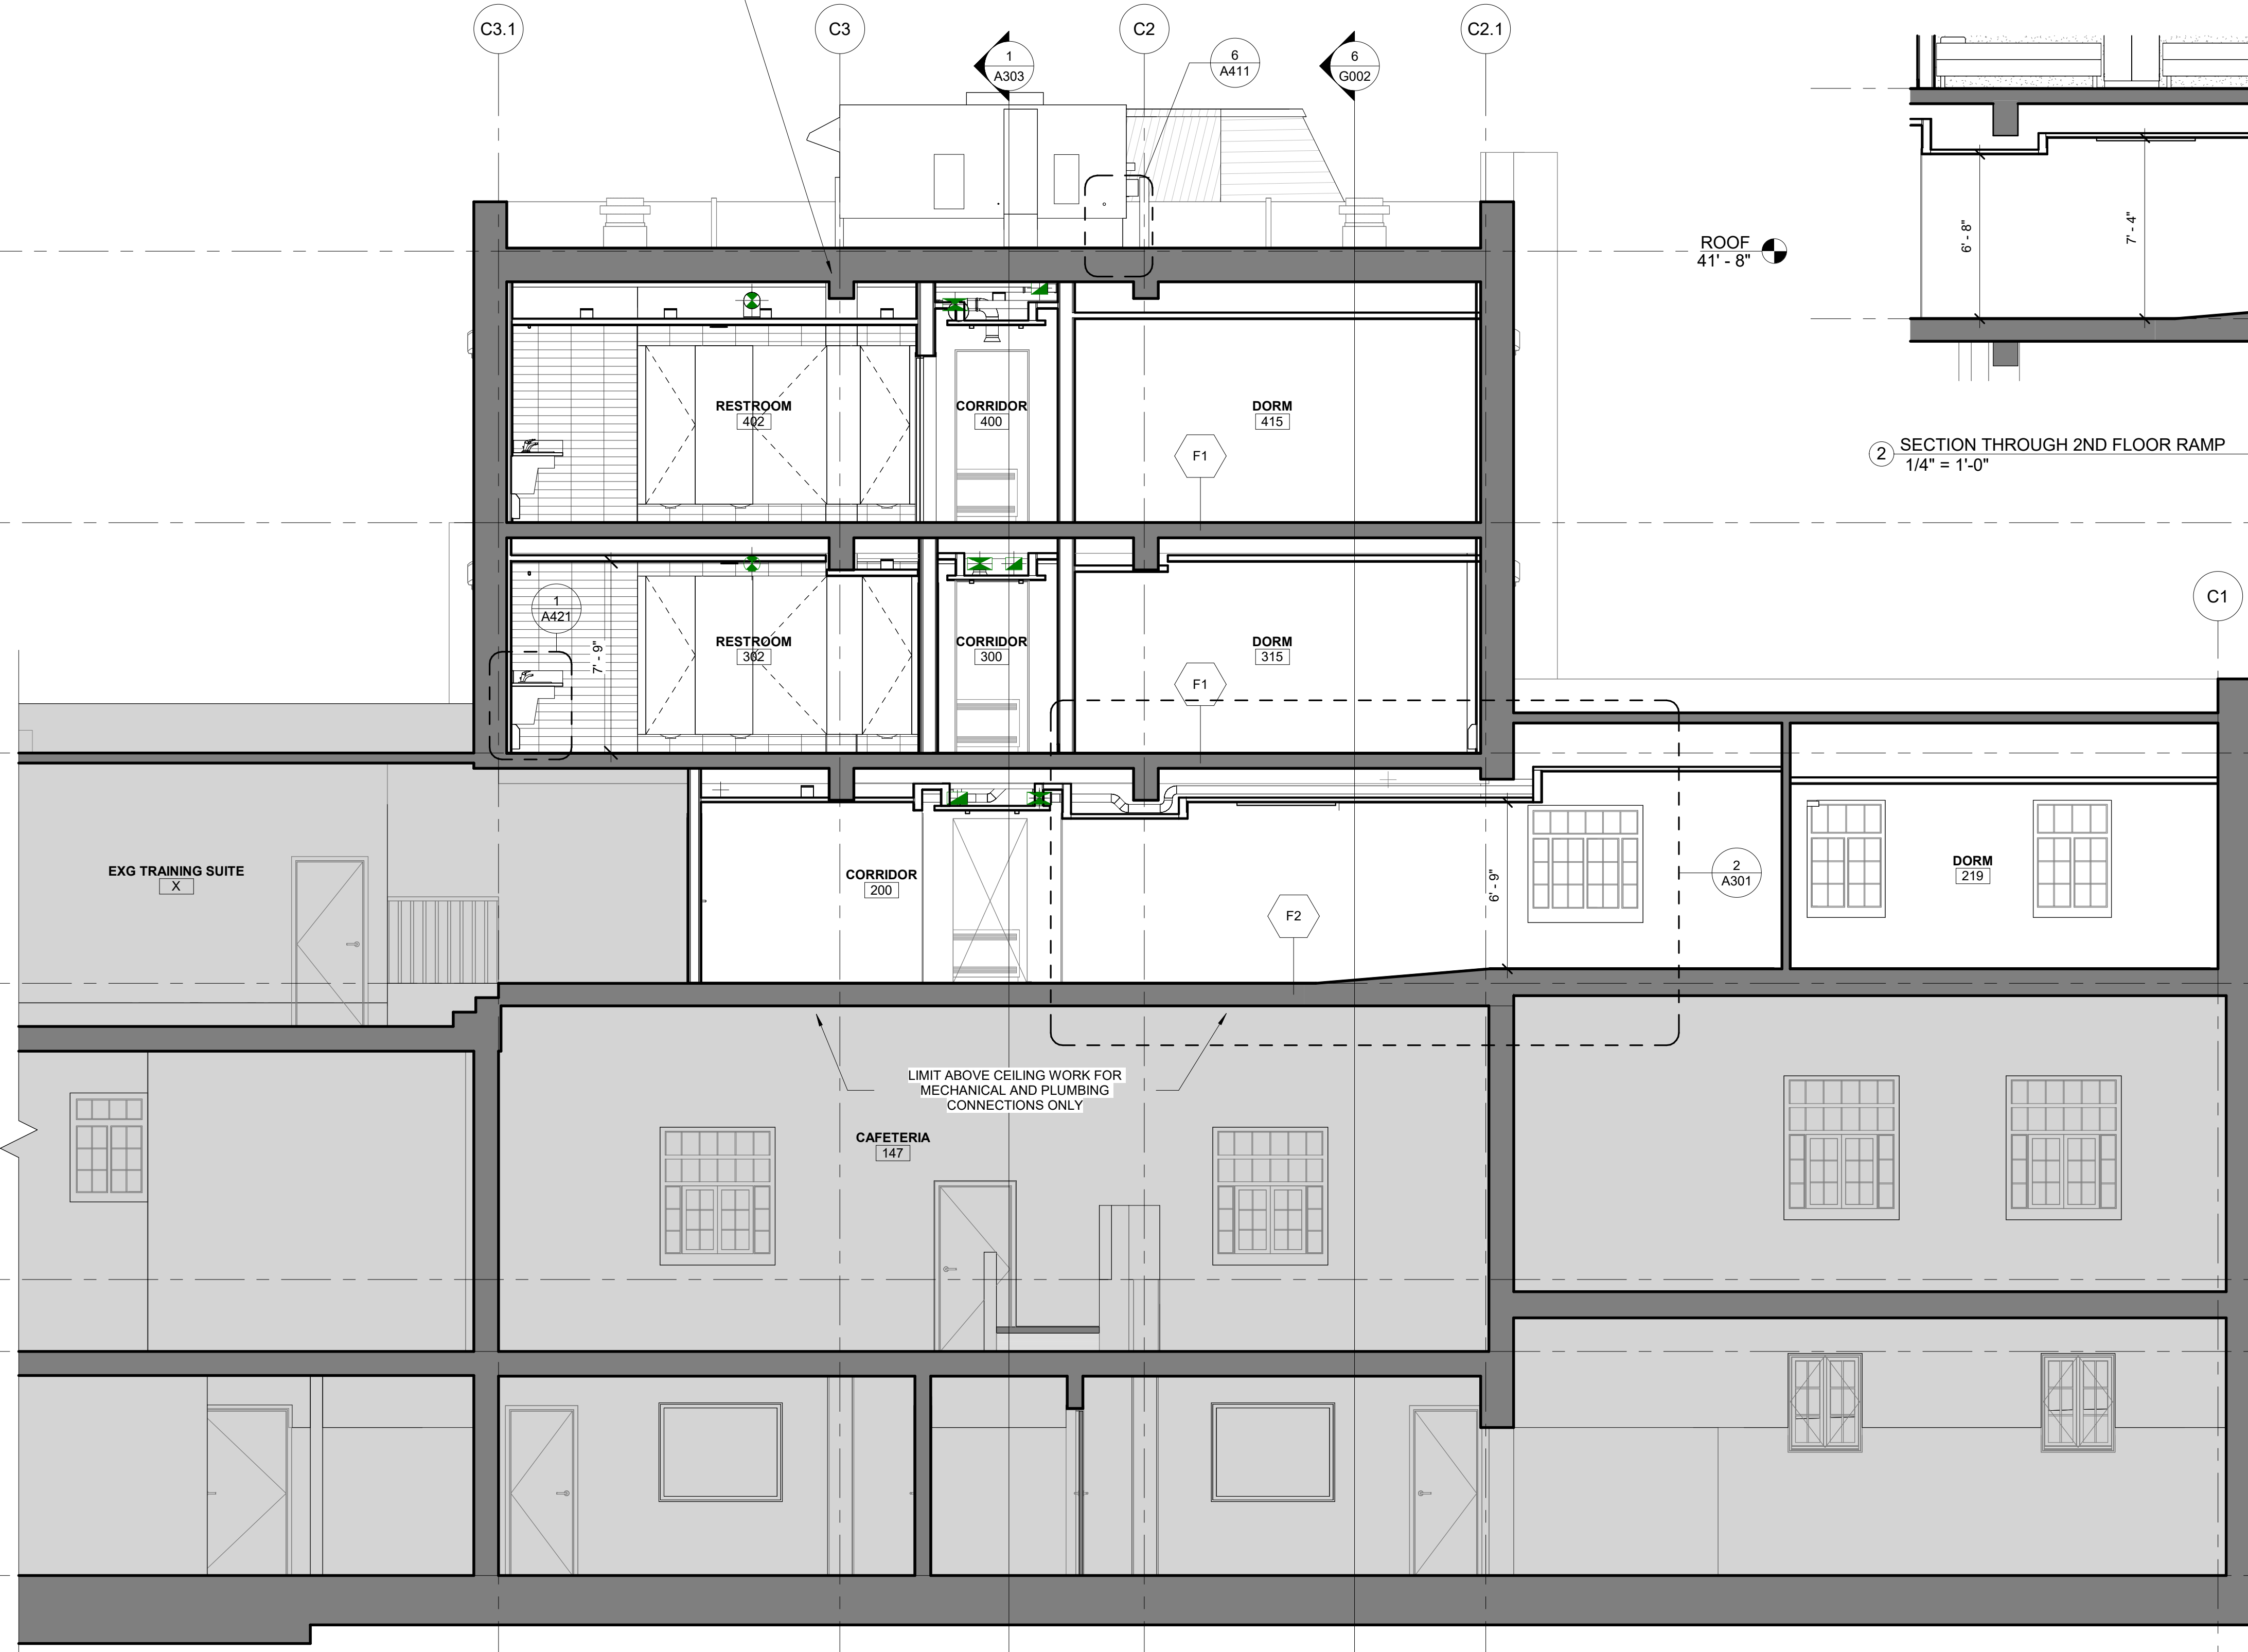 C3.1
C3
C2
C2.1
1
A303
6
A411
6
G002
ROOF
41' - 8"
6' - 8"
7' - 4"
RESTROOM
402
CORRIDOR
400
DORM
415
F1
2 SECTION THROUGH 2ND FLOOR RAMP
1/4" = 1'-0"
1
A421
7' - 9"
RESTROOM
302
CORRIDOR
300
DORM
315
F1
C1
EXG TRAINING SUITE
X
CORRIDOR
200
F2
6' - 9"
2
A301
DORM
219
LIMIT ABOVE CEILING WORK FOR
MECHANICAL AND PLUMBING
CONNECTIONS ONLY
CAFETERIA
147